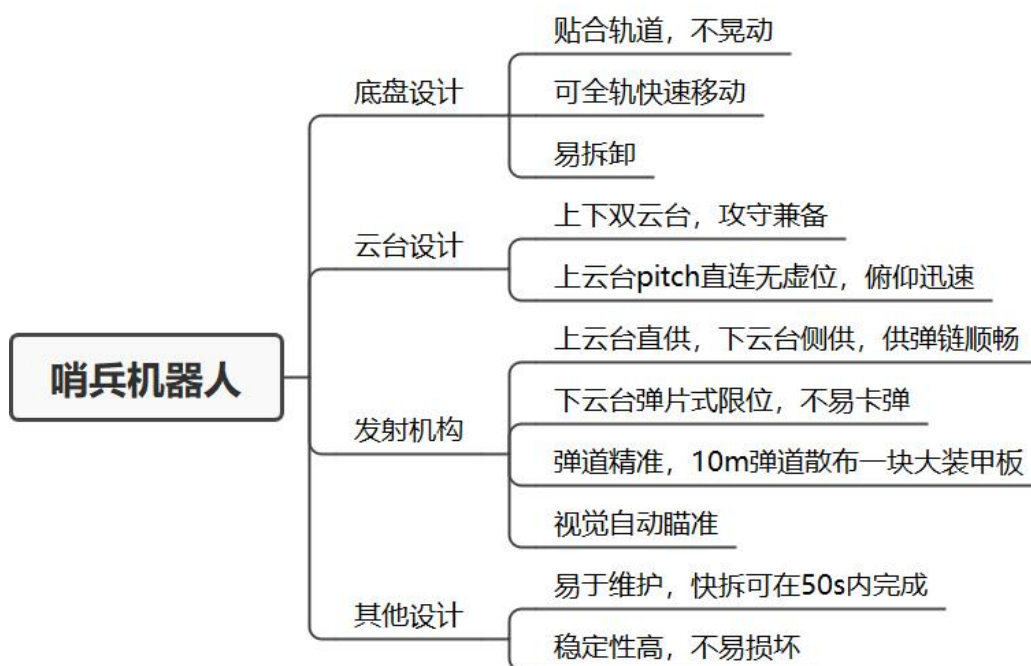 哨兵机器人
底盘设计
贴合轨道，不晃动
可全轨快速移动
易拆卸
云台设计
上下双云台，攻守兼备
上云台pitch直连无虚位，俯仰迅速
发射机构
上云台直供，下云台侧供，供弹链顺畅
下云台弹片式限位，不易卡弹
弹道精准，10m弹道散布一块大装甲板
视觉自动瞄准
其他设计
易于维护，快拆可在50s内完成
稳定性高，不易损坏